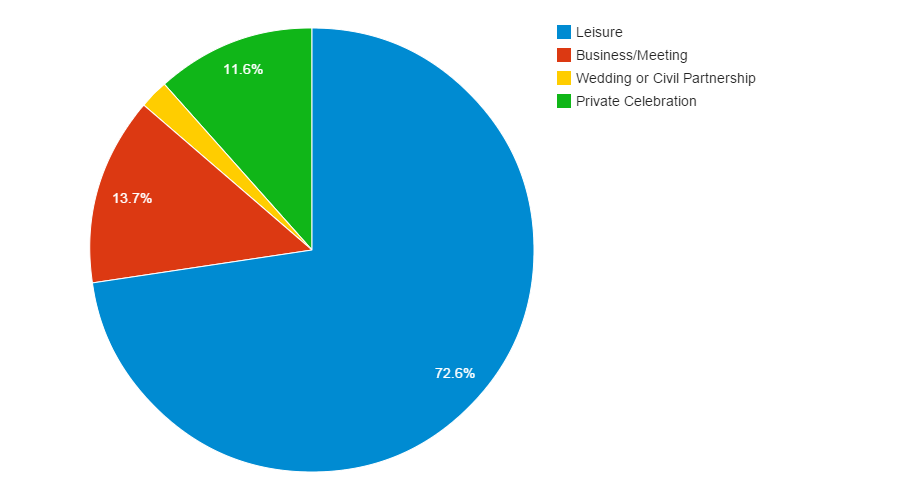 11.6%
13.7%
72.6%
Leisure
Business/Meeting
Wedding or Civil Partnership
Private Celebration